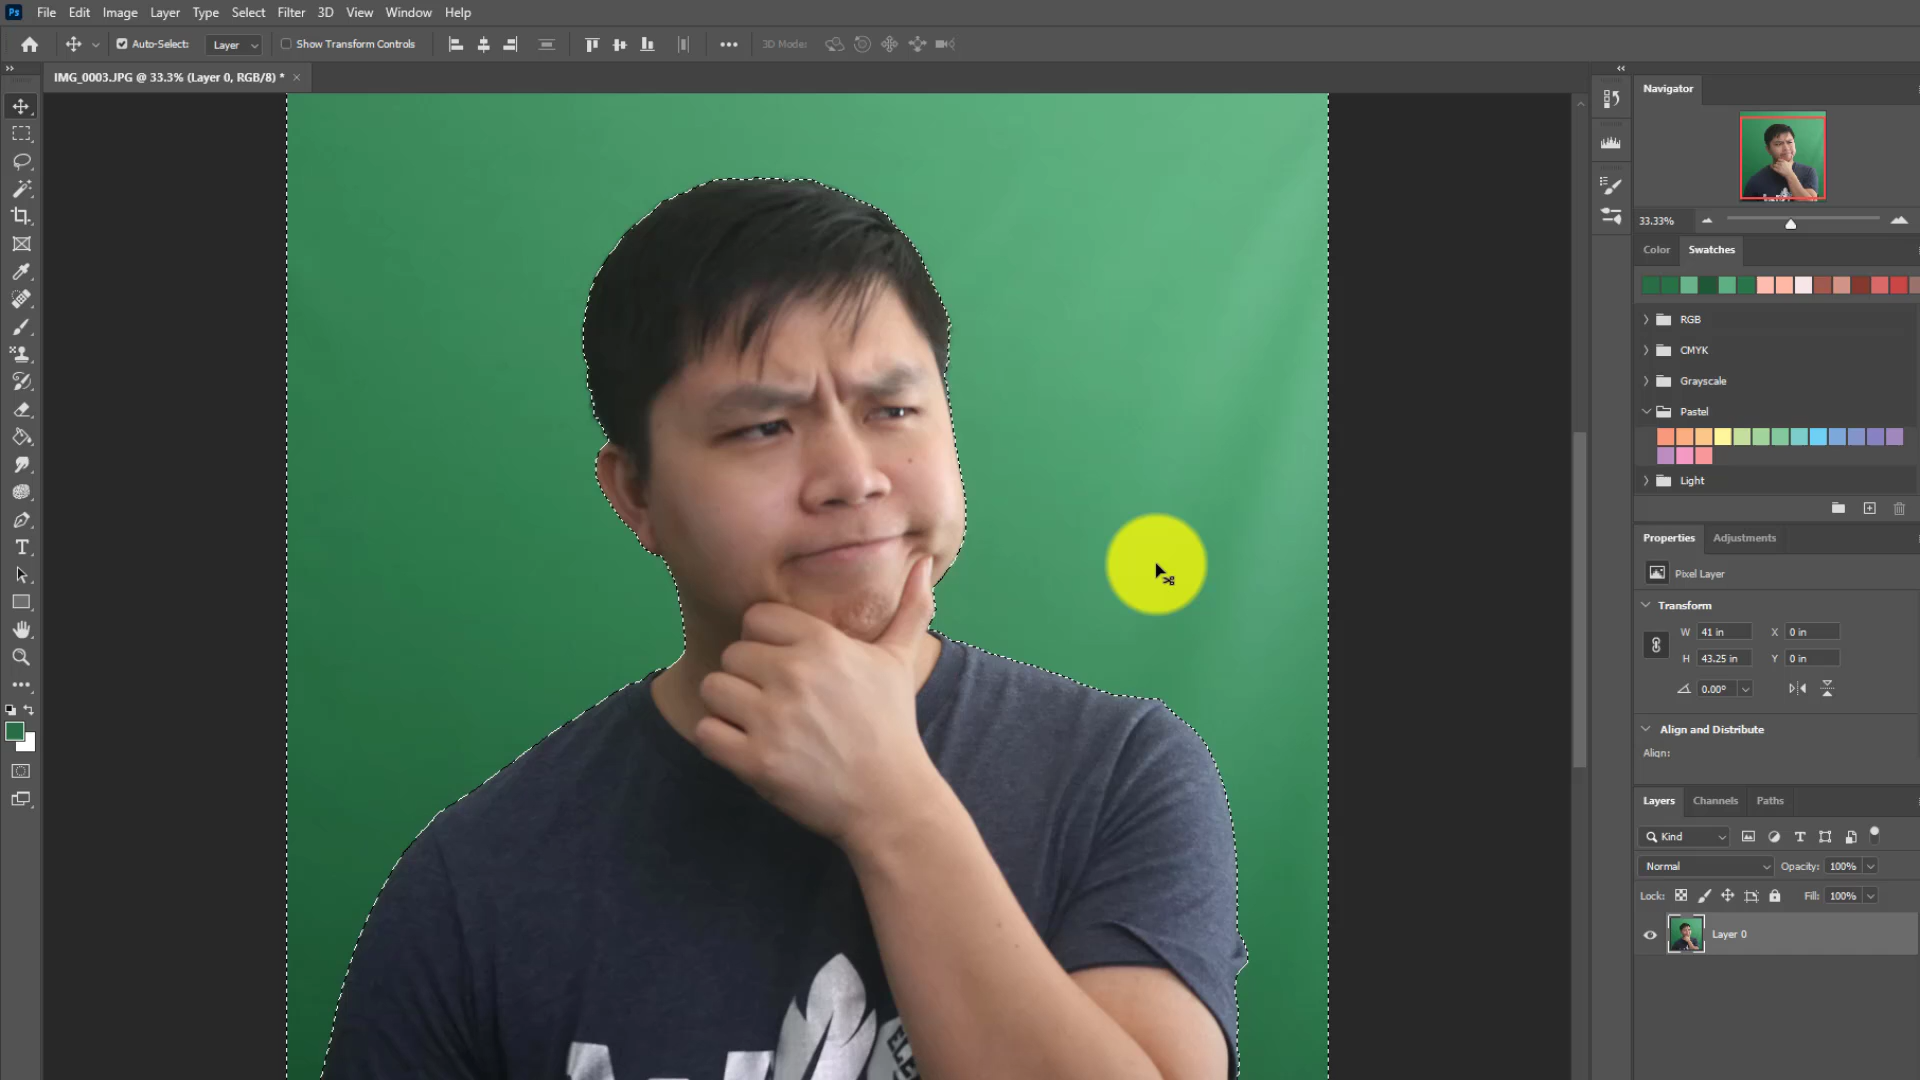 Ps File Edit Image Layer Type Select Filter 3D View Window Help
Auto-Select: Layer Show Transform Controls 3D Mode:
IMG_0003.JPG @ 33.3% (Layer 0, RGB/8) *
Navigator
33.33%
Color Swatches
RGB
CMYK
Grayscale
Pastel
Light
Properties Adjustments
Pixel Layer
Transform
W 41 in X 0 in
H 43.25 in Y 0 in
0.00°
Align and Distribute
Align:
Layers Channels Paths
Kind
Normal Opacity: 100%
Lock: Fill: 100%
Layer 0